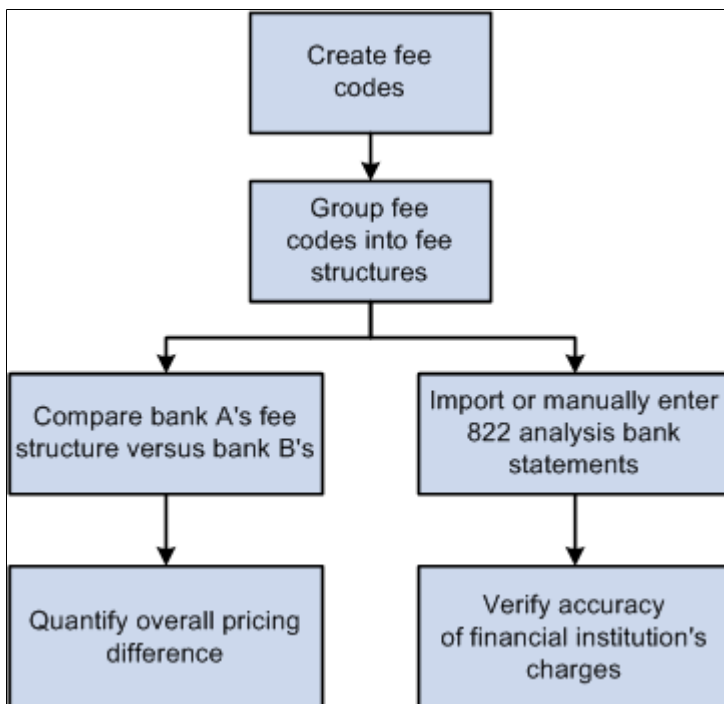 Create fee
codes
Group fee
codes into fee
structures
Compare bank A's fee
structure versus bank B's
Import or manually enter
822 analysis bank
statements
Quantify overall pricing
difference
Verify accuracy
of financial institution's
charges